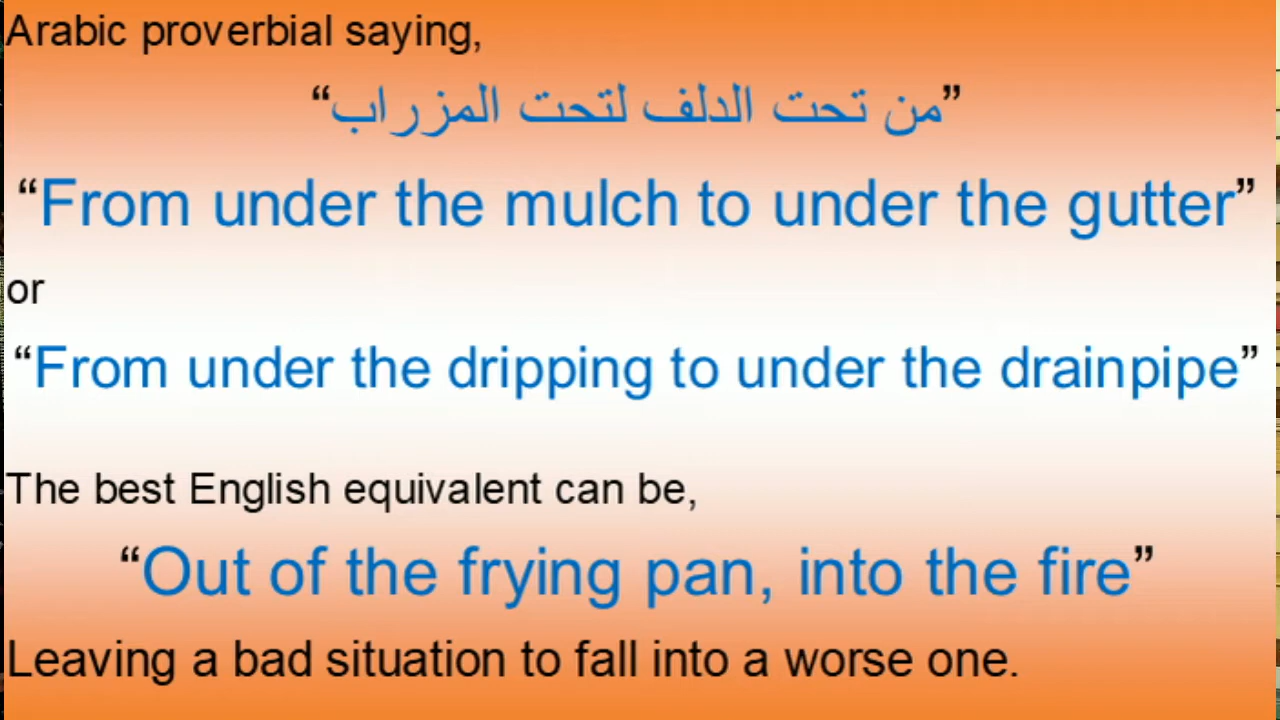 Arabic proverbial saying,
“من تحت الدلف لتحت المزراب”
“From under the mulch to under the gutter”
or
“From under the dripping to under the drainpipe”
The best English equivalent can be,
“Out of the frying pan, into the fire”
Leaving a bad situation to fall into a worse one.